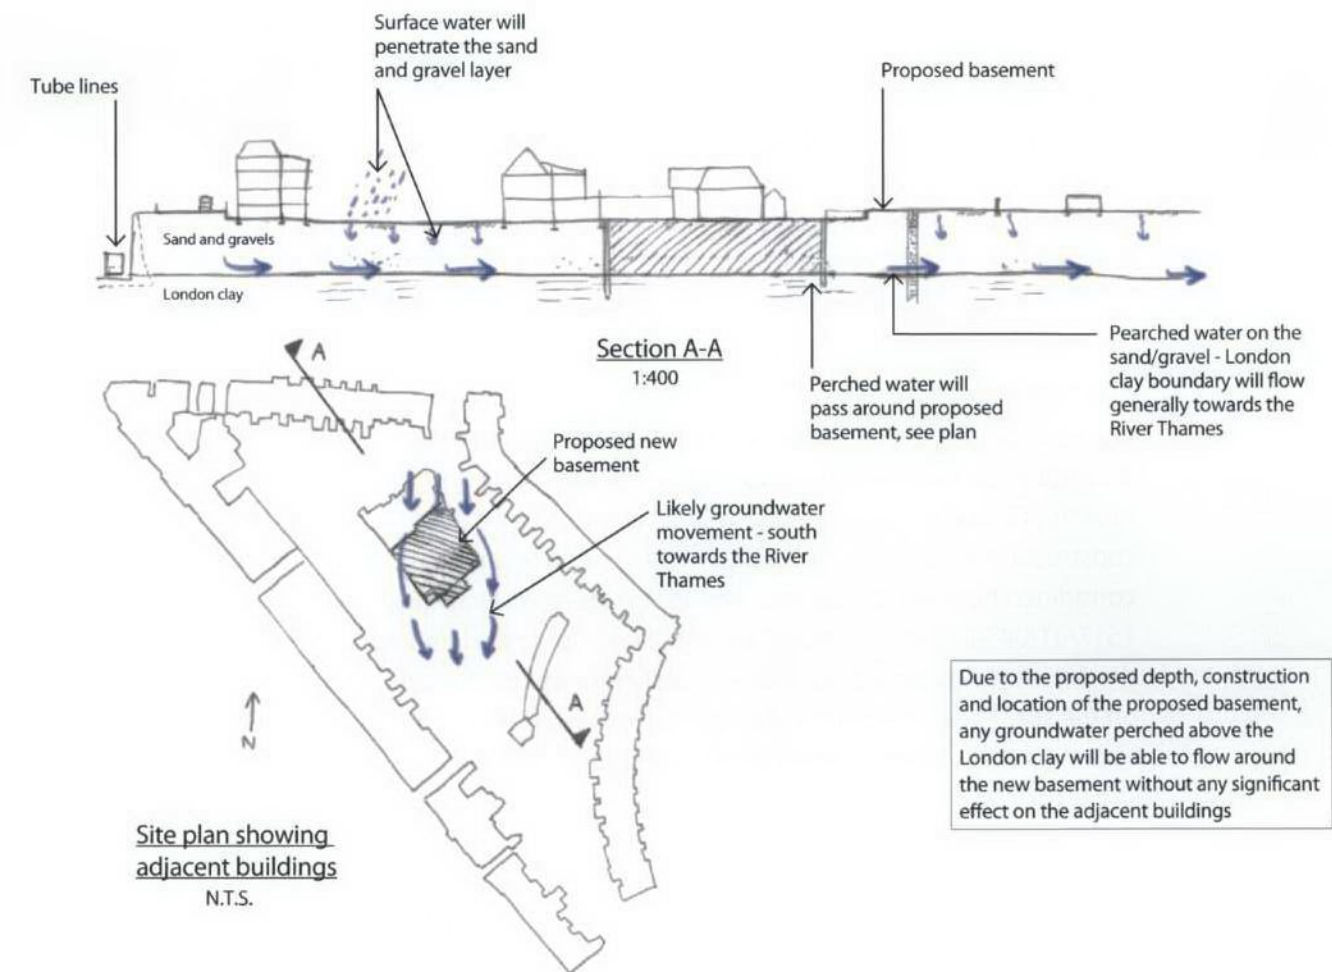 Surface water will
penetrate the sand
and gravel layer
Tube lines
Proposed basement
Sand and gravels
London clay
Section A-A
1:400
Perched water will
pass around proposed
basement, see plan
Pearched water on the
sand/gravel - London
clay boundary will flow
generally towards the
River Thames
A
Proposed new
basement
Likely groundwater
movement - south
towards the River
Thames
A
N
Due to the proposed depth, construction
and location of the proposed basement,
any groundwater perched above the
London clay will be able to flow around
the new basement without any significant
effect on the adjacent buildings
Site plan showing
adjacent buildings
N.T.S.